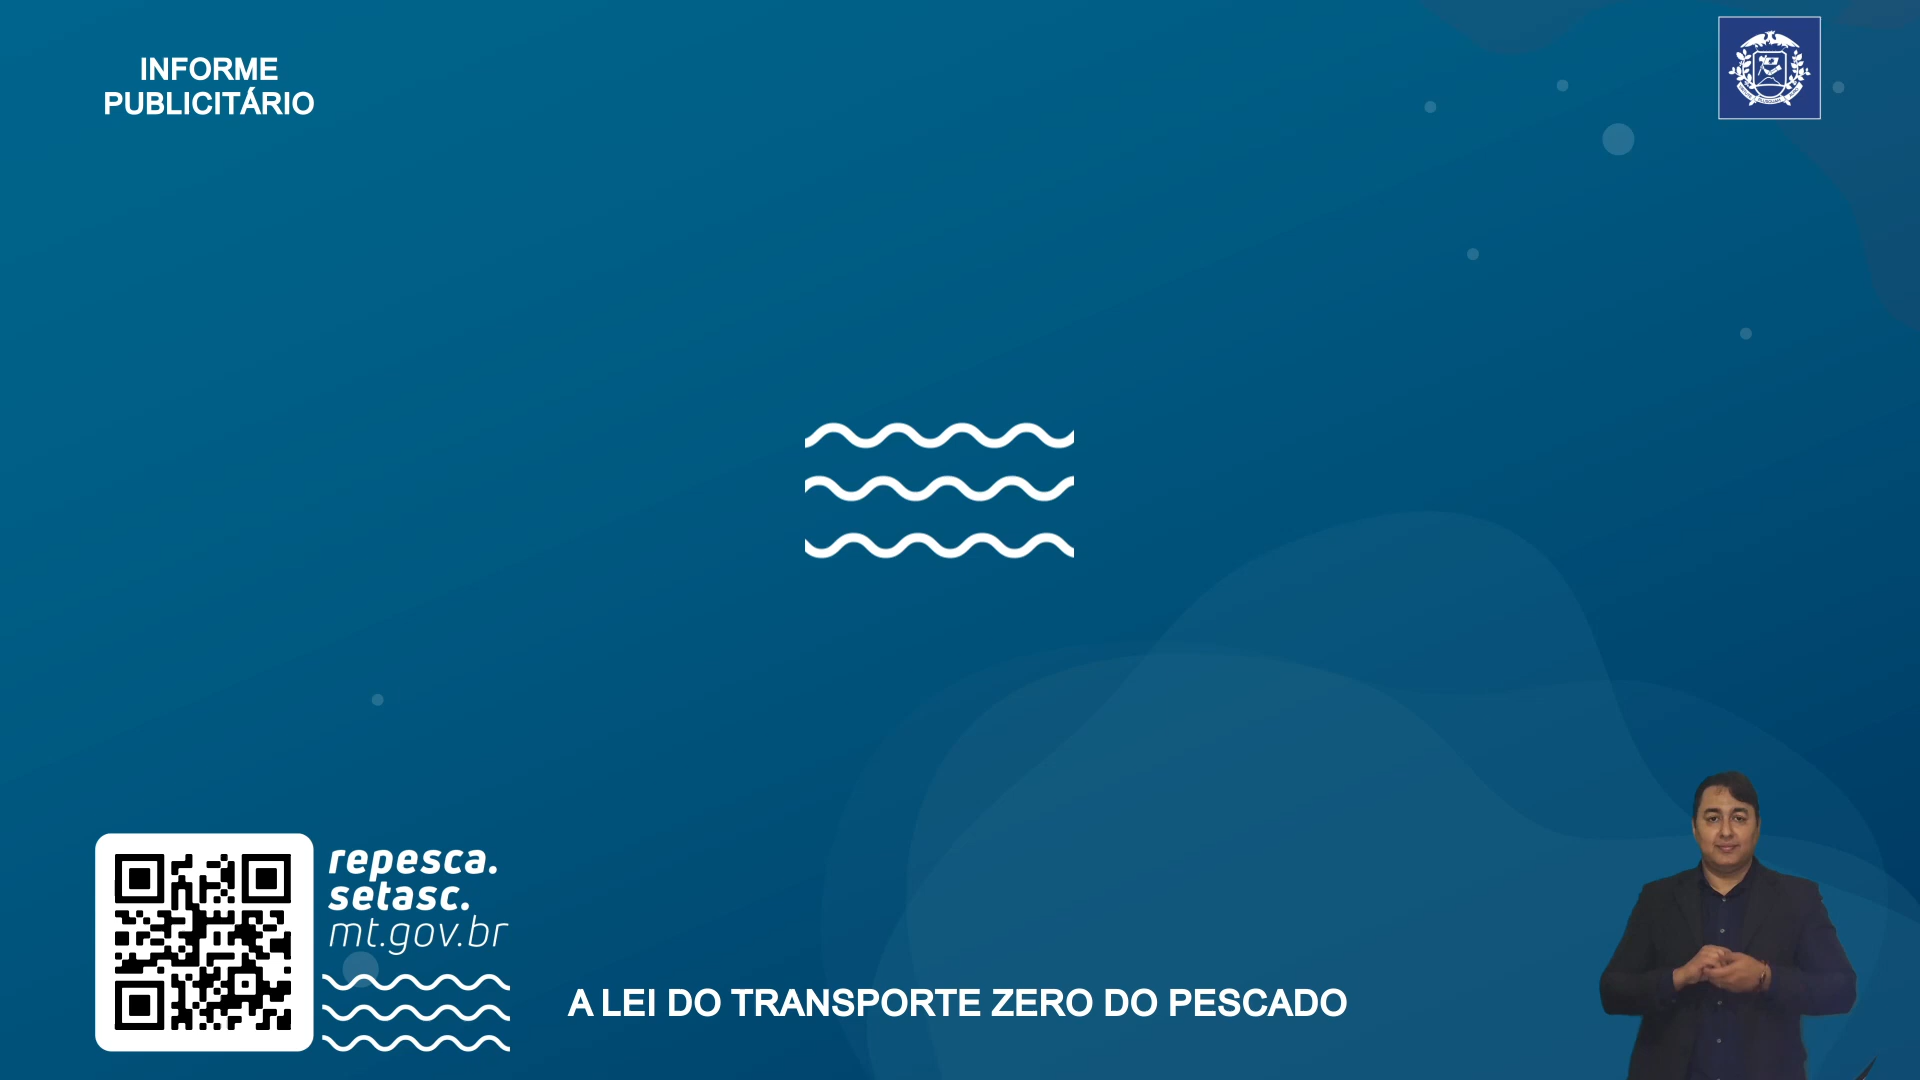 INFORME
PUBLICITÁRIO
repesca.
setasc.
mt.gov.br
A LEI DO TRANSPORTE ZERO DO PESCADO